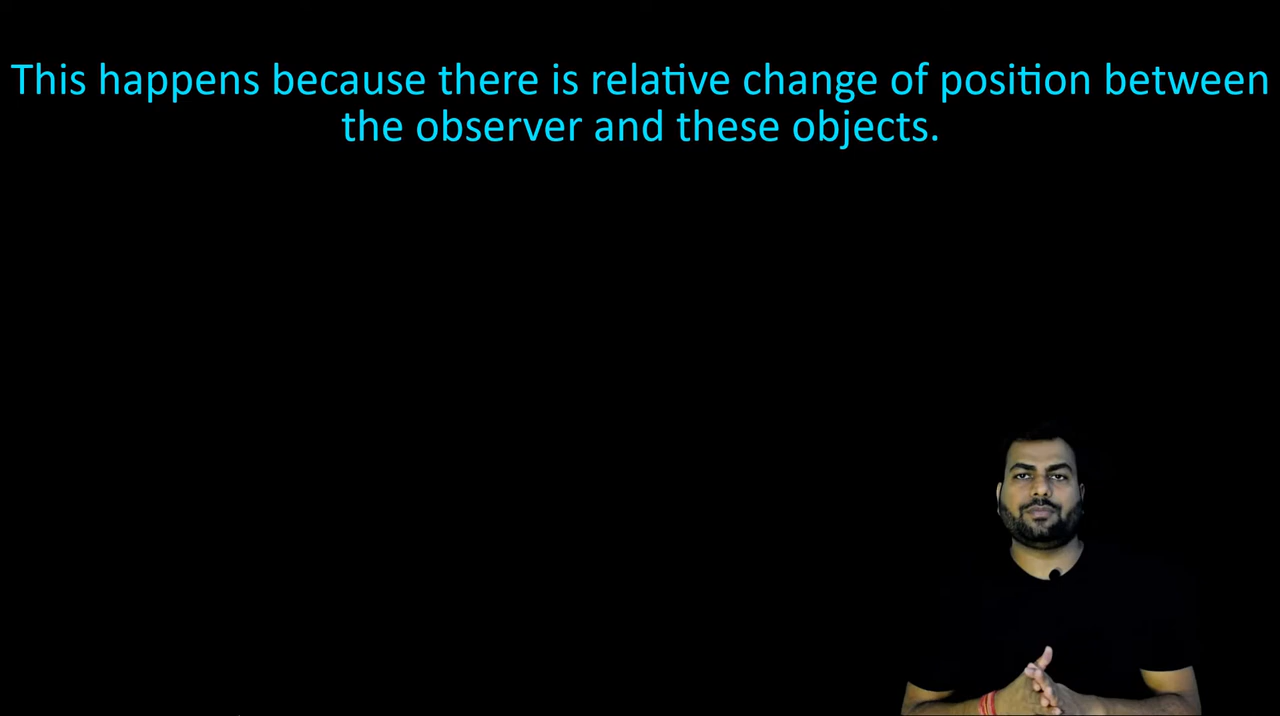 This happens because there is relative change of position between
the observer and these objects.